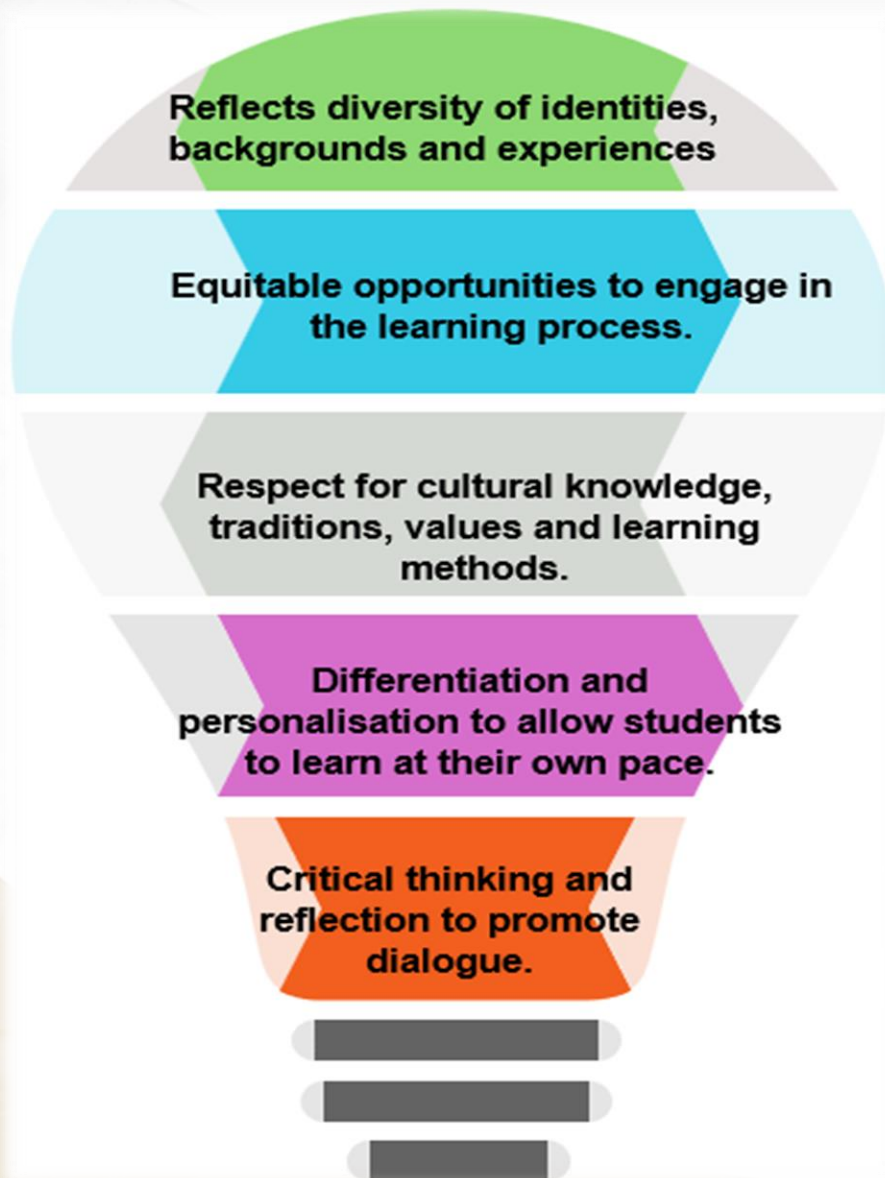 Reflects diversity of identities,
backgrounds and experiences
Equitable opportunities to engage in
the learning process.
Respect for cultural knowledge,
traditions, values and learning
methods.
Differentiation and
personalisation to allow students
to learn at their own pace.
Critical thinking and
reflection to promote
dialogue.